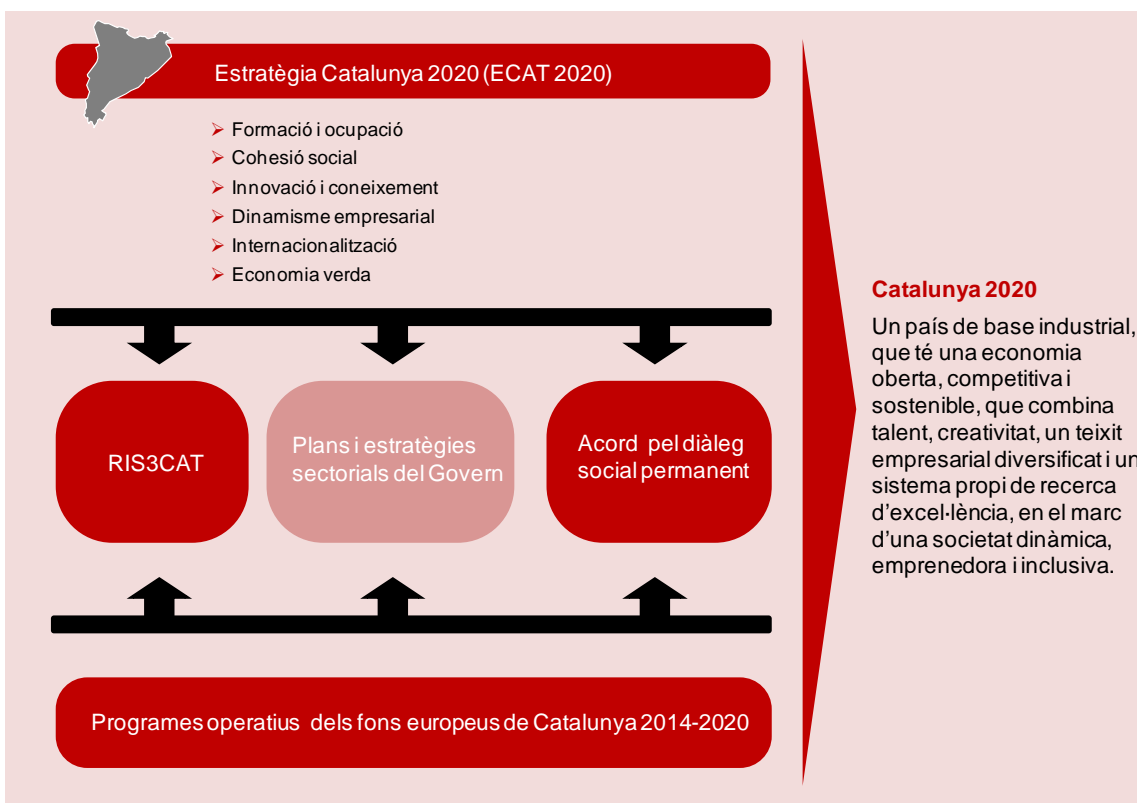 Estratègia Catalunya 2020 (ECAT 2020)
Formació i ocupació
Cohesió social
Innovació i coneixement
Dinamisme empresarial
Internacionalització
Economia verda
RIS3CAT
Plans i estratègies
sectorials del Govern
Acord pel diàleg
social permanent
Programes operatius dels fons europeus de Catalunya 2014-2020
Catalunya 2020
Un país de base industrial,
que té una economia
oberta, competitiva i
sostenible, que combina
talent, creativitat, un teixit
empresarial diversificat i un
sistema propi de recerca
d’excel·lència, en el marc
d’una societat dinàmica,
emprenedora i inclusiva.